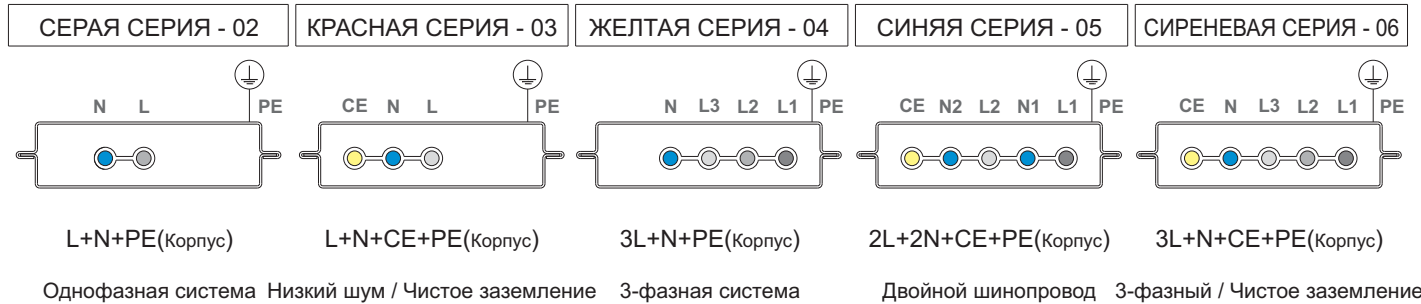 СЕРАЯ СЕРИЯ - 02
N L PE
L+N+PE(Корпус)
Однофазная система
КРАСНАЯ СЕРИЯ - 03
CE N L PE
L+N+CE+PE(Корпус)
Низкий шум / Чистое заземление
ЖЕЛТАЯ СЕРИЯ - 04
N L3 L2 L1 PE
3L+N+PE(Корпус)
3-фазная система
СИНЯЯ СЕРИЯ - 05
CE N2 L2 N1 L1 PE
2L+2N+CE+PE(Корпус)
Двойной шинопровод
СИРЕНЕВАЯ СЕРИЯ - 06
CE N L3 L2 L1 PE
3L+N+CE+PE(Корпус)
3-фазный / Чистое заземление